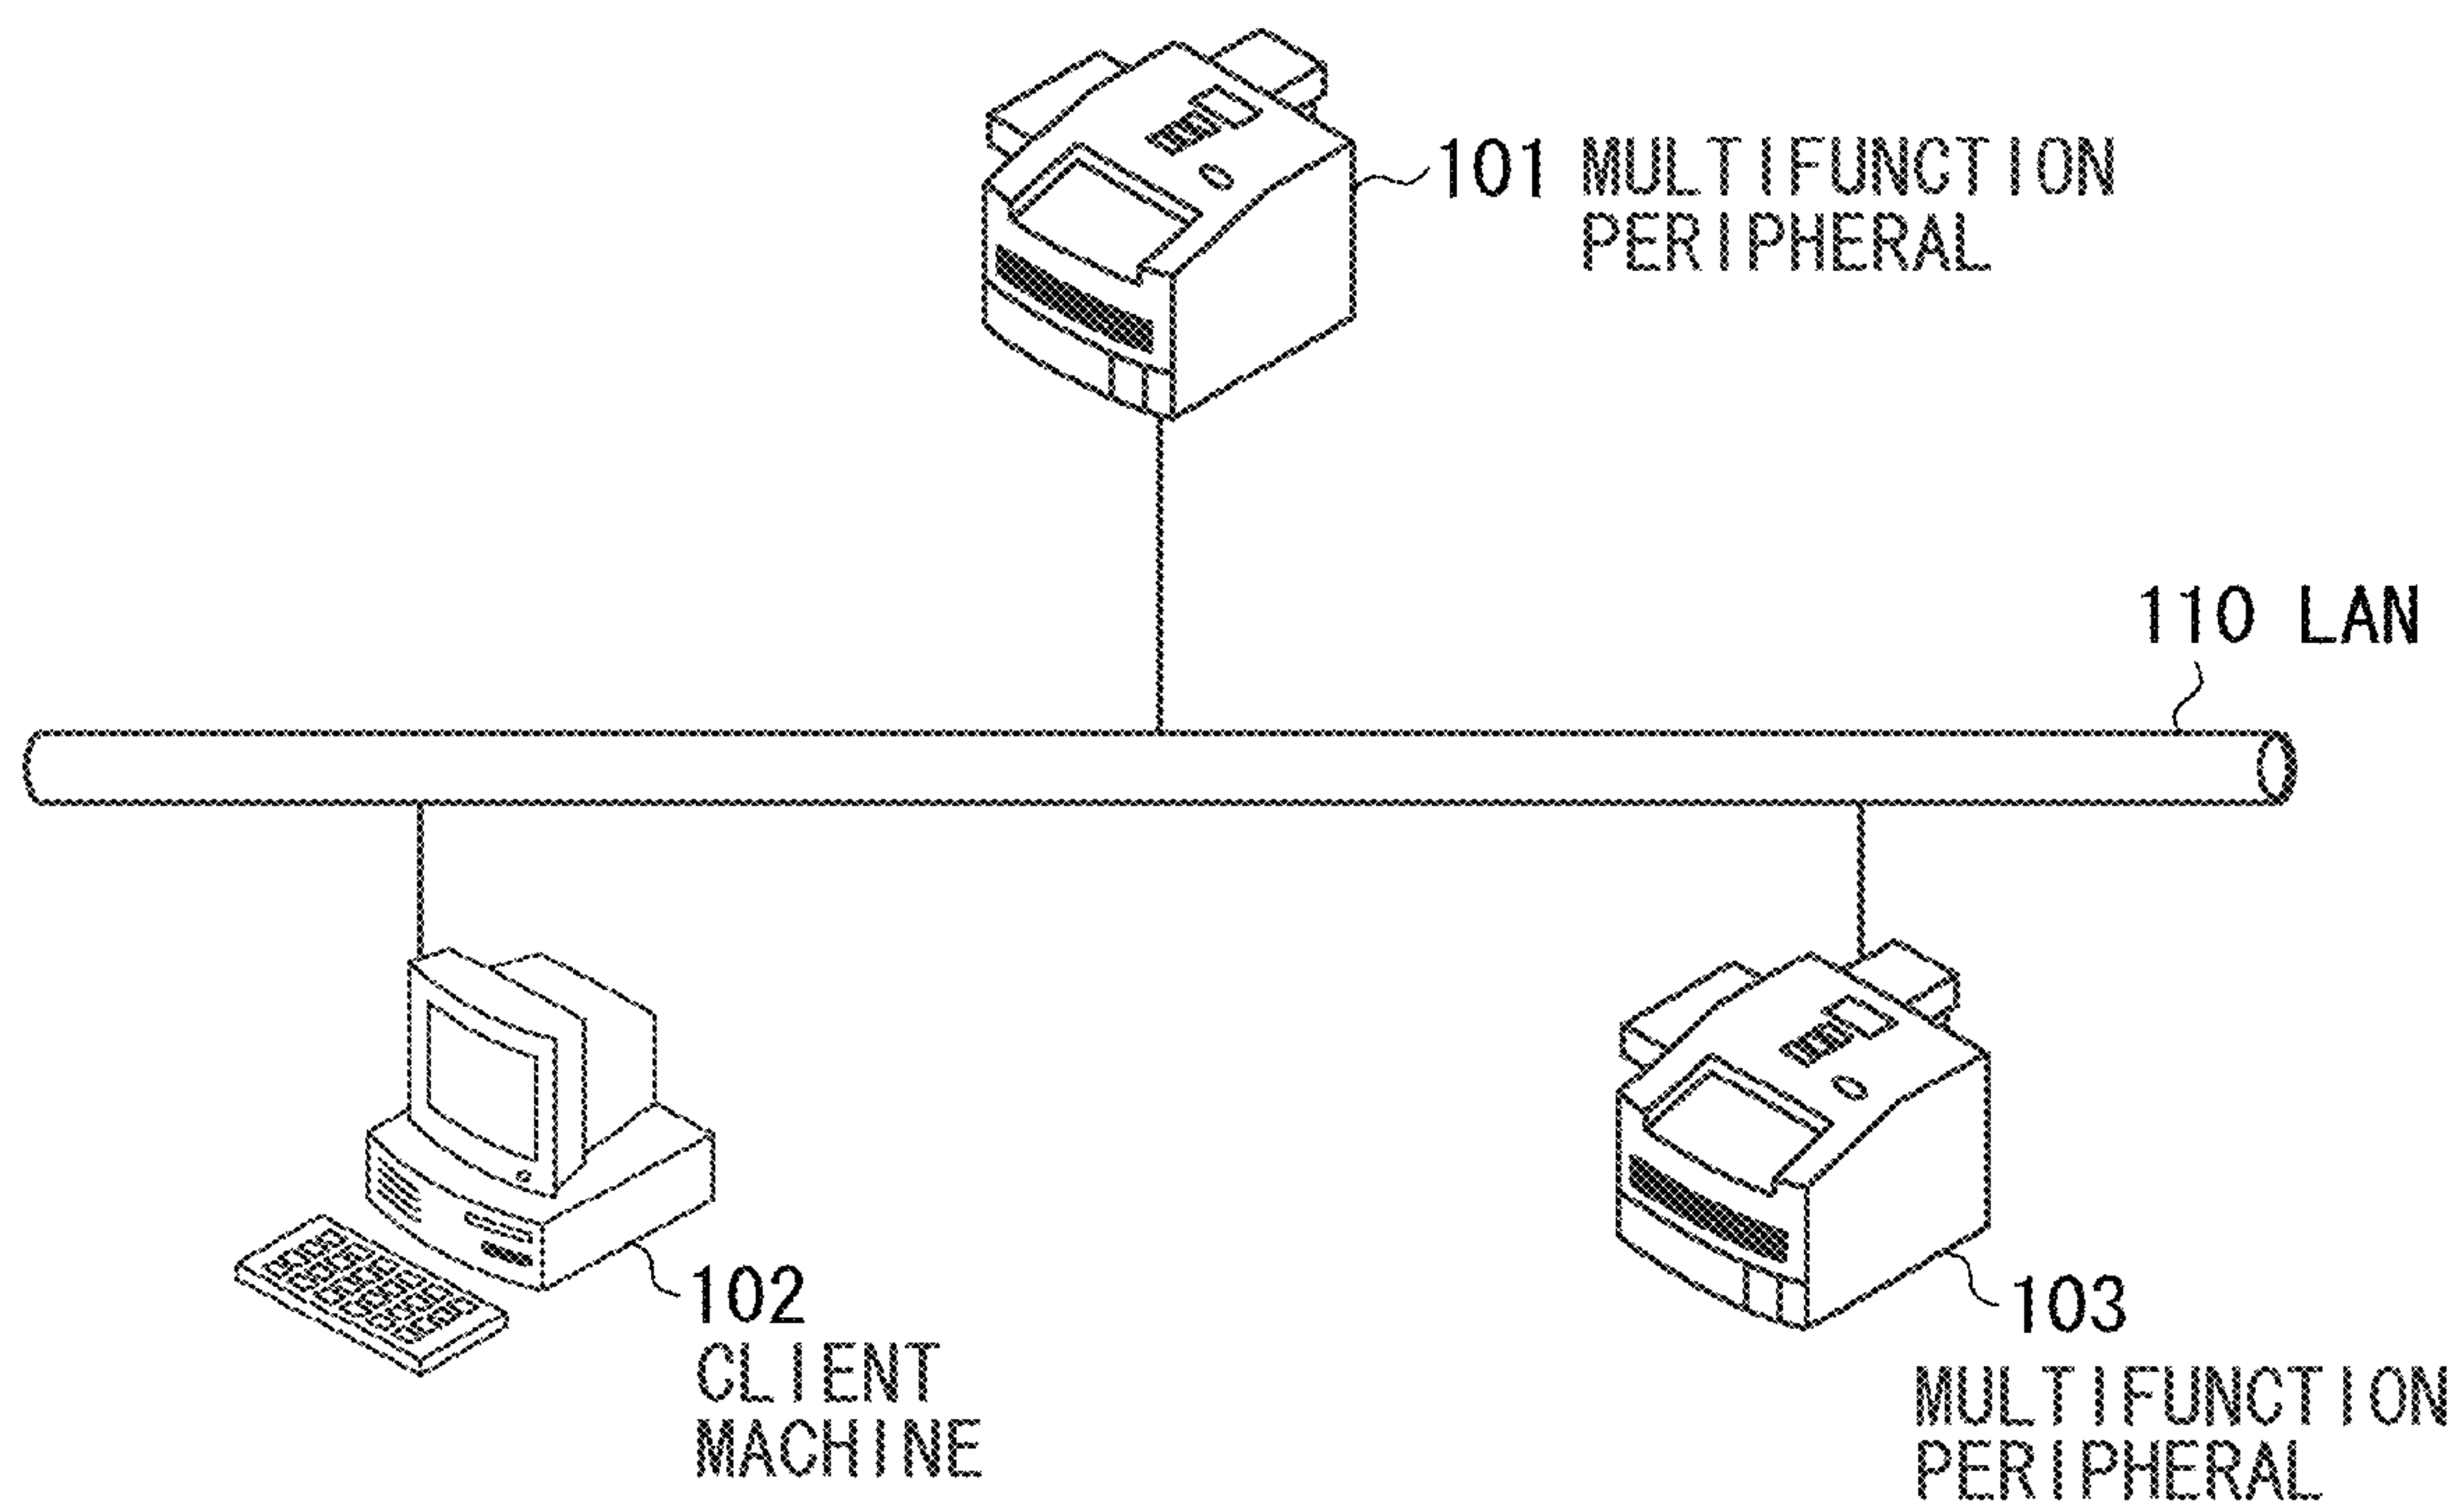 101 MULTIFUNCTION
PERIPHERAL
110 LAN
102
CLIENT
MACHINE
103
MULTIFUNCTION
PERIPHERAL